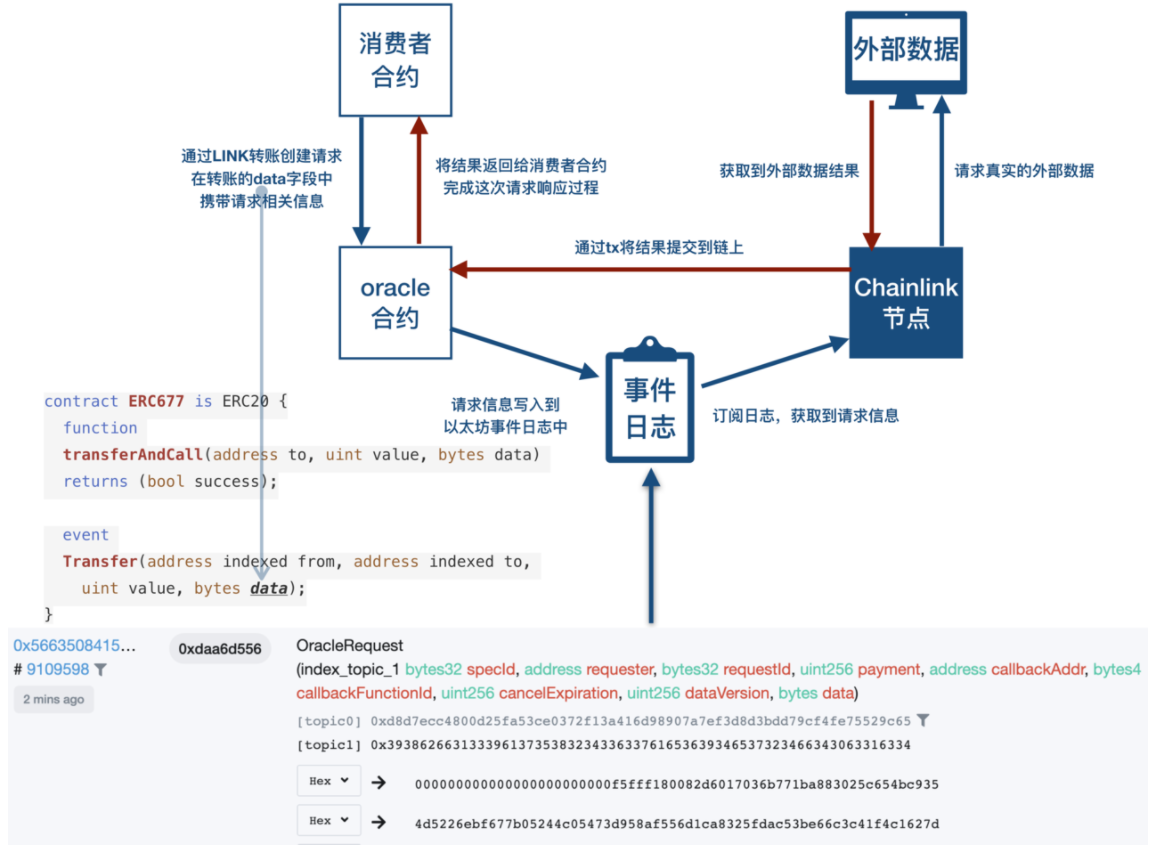 消费者
合约
外部数据
通过LINK转账创建请求
在转账的data字段中
携带请求相关信息
将结果返回给消费者合约
完成这次请求响应过程
获取到外部数据结果
请求真实的外部数据
通过tx将结果提交到链上
oracle
合约
Chainlink
节点
事件
日志
请求信息写入到
以太坊事件日志中
订阅日志，获取到请求信息
contract ERC677 is ERC20 {
function
transferAndCall(address to, uint value, bytes data)
returns (bool success);
event
Transfer(address indexed from, address indexed to,
uint value, bytes data);
}
0x5663508415...
# 9109598
2 mins ago
0xdaa6d556
OracleRequest
(index_topic_1 bytes32 specId, address requester, bytes32 requestId, uint256 payment, address callbackAddr, bytes4
callbackFunctionId, uint256 cancelExpiration, uint256 dataVersion, bytes data)
[topic0] 0xd8d7ecc4800d25fa53ce0372f13a416d98907a7ef3d8d3bdd79cf4fe75529c65
[topic1] 0x3938626631333961373538323433633761653639346537323466343063316334
Hex
000000000000000000000000f5fff180082d6017036b771ba883025c654bc935
Hex
4d5226ebf677b05244c05473d958af556d1ca8325fdac53be66c3c41f4c1627d